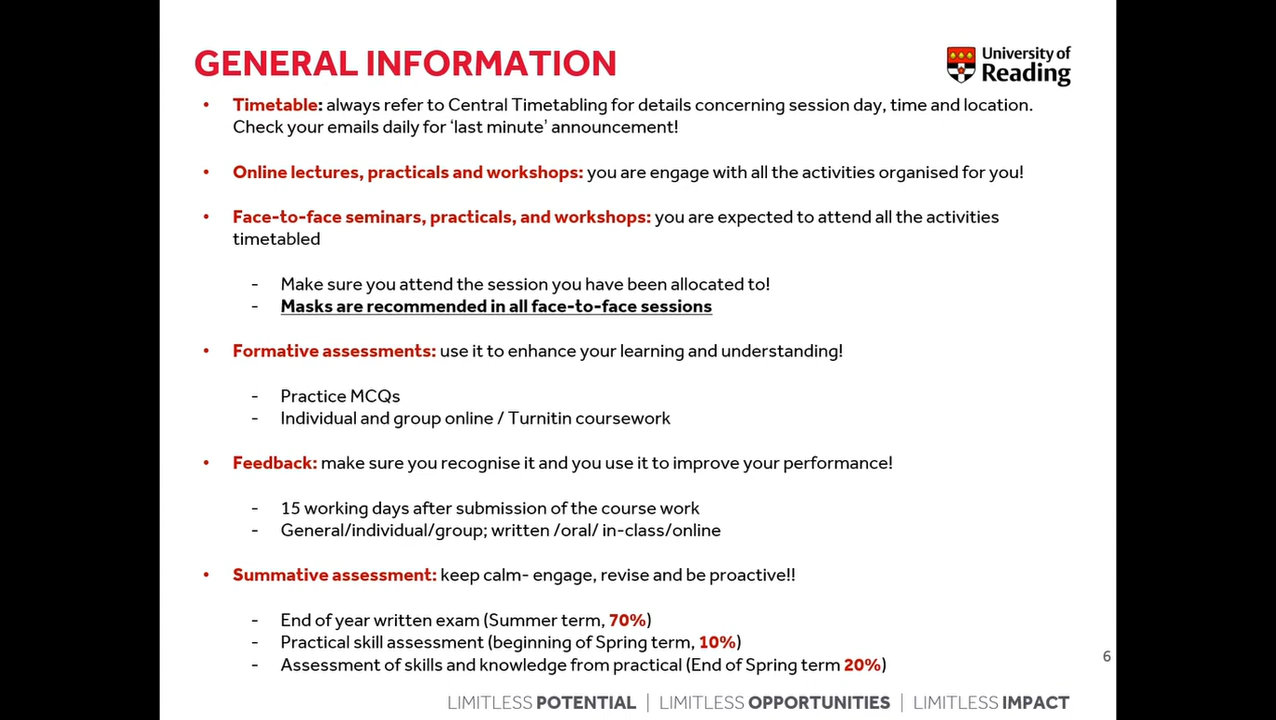 GENERAL INFORMATION
University of
Reading
• Timetable: always refer to Central Timetabling for details concerning session day, time and location.
Check your emails daily for ‘last minute’ announcement!
• Online lectures, practicals and workshops: you are engage with all the activities organised for you!
• Face-to-face seminars, practicals, and workshops: you are expected to attend all the activities
timetabled
- Make sure you attend the session you have been allocated to!
- Masks are recommended in all face-to-face sessions
• Formative assessments: use it to enhance your learning and understanding!
- Practice MCQs
- Individual and group online / Turnitin coursework
• Feedback: make sure you recognise it and you use it to improve your performance!
- 15 working days after submission of the course work
- General/individual/group; written /oral/ in-class/online
• Summative assessment: keep calm- engage, revise and be proactive!!
- End of year written exam (Summer term, 70%)
- Practical skill assessment (beginning of Spring term, 10%)
- Assessment of skills and knowledge from practical (End of Spring term 20%)
6
LIMITLESS POTENTIAL | LIMITLESS OPPORTUNITIES | LIMITLESS IMPACT